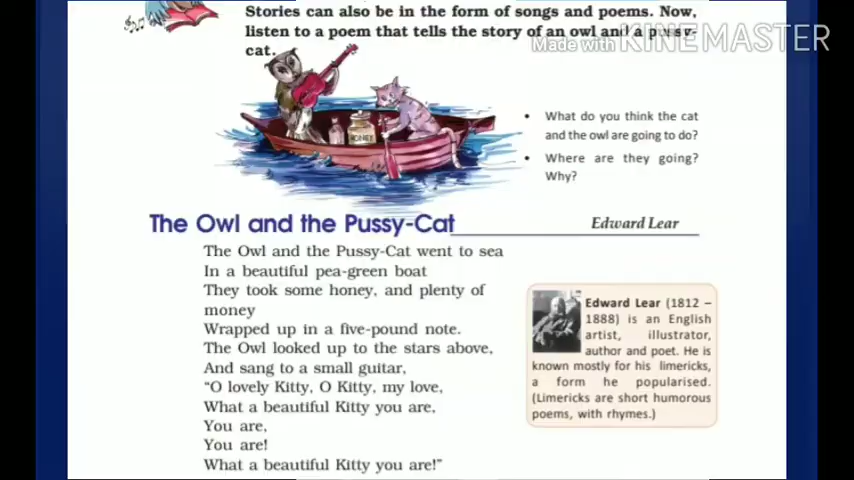 Stories can also be in the form of songs and poems. Now,
listen to a poem that tells the story of an owl and a pussy-
cat.
Made with KINEMASTER
HONEY
• What do you think the cat
and the owl are going to do?
• Where are they going?
Why?
The Owl and the Pussy-Cat
Edward Lear
The Owl and the Pussy-Cat went to sea
In a beautiful pea-green boat
They took some honey, and plenty of
money
Wrapped up in a five-pound note.
The Owl looked up to the stars above,
And sang to a small guitar,
“O lovely Kitty, O Kitty, my love,
What a beautiful Kitty you are,
You are,
You are!
What a beautiful Kitty you are!”
Edward Lear (1812 –
1888) is an English
artist, illustrator,
author and poet. He is
known mostly for his limericks,
a form he popularised.
(Limericks are short humorous
poems, with rhymes.)